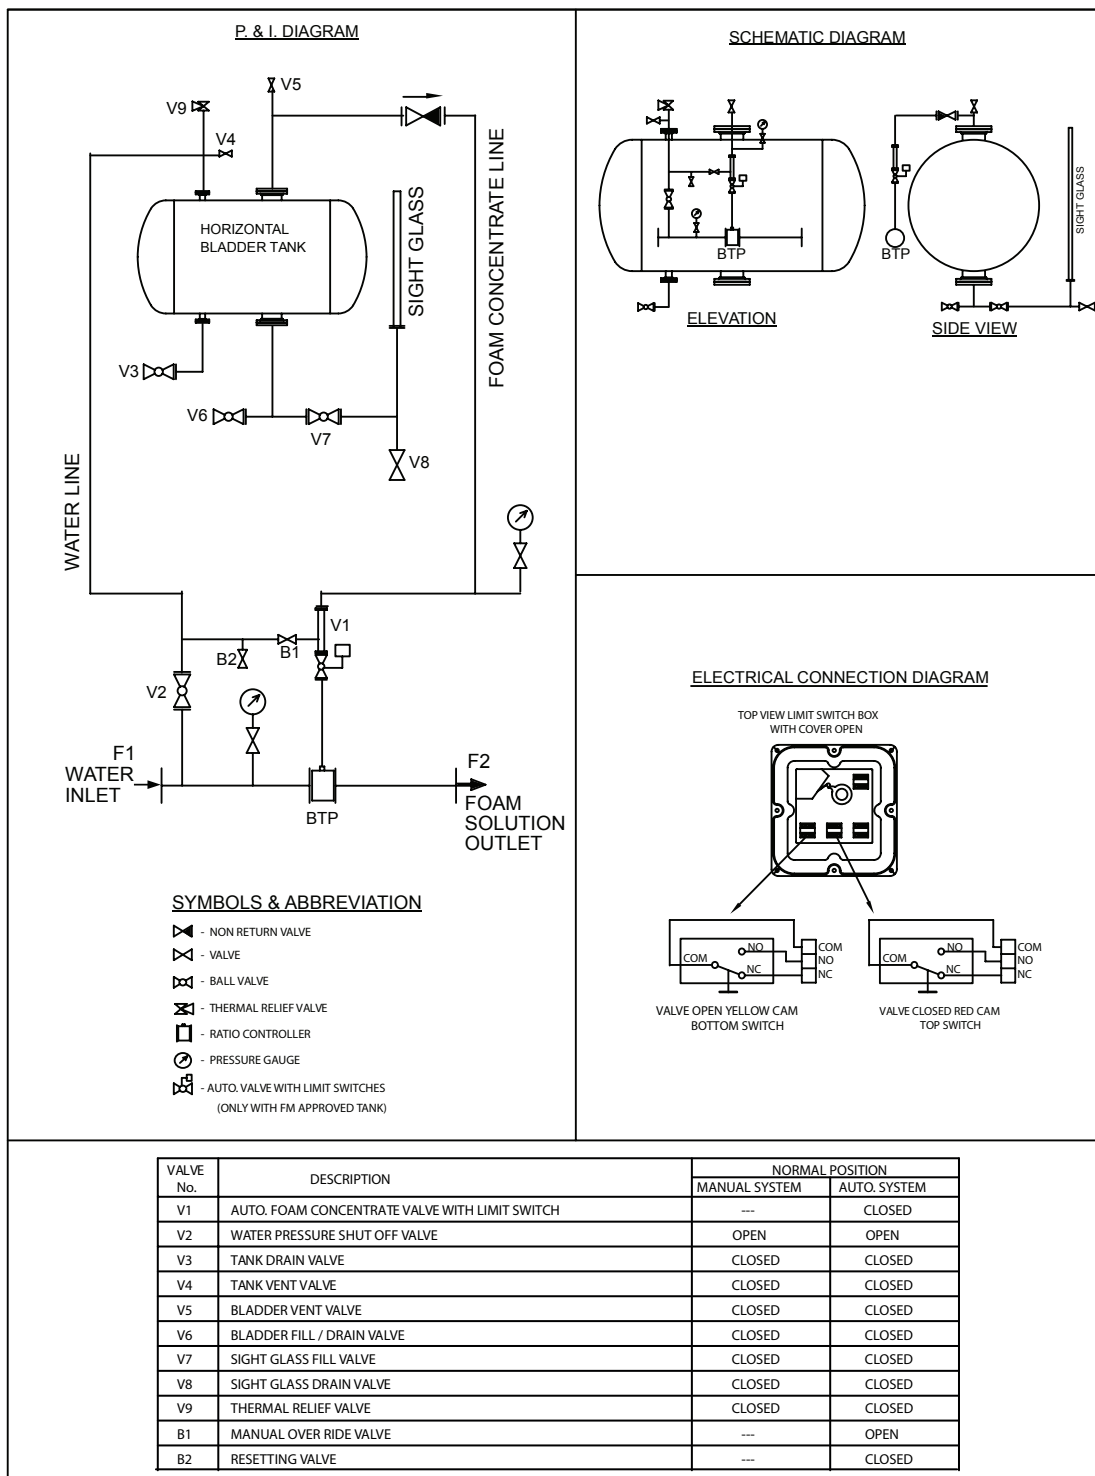 P. & I. DIAGRAM
V5
V9
V4
HORIZONTAL
BLADDER TANK
SIGHT GLASS
FOAM CONCENTRATE LINE
V3
V6
V7
V8
WATER LINE
V1
B2
B1
V2
F1
WATER
INLET
BTP
F2
FOAM
SOLUTION
OUTLET
SYMBOLS & ABBREVIATION
- NON RETURN VALVE
- VALVE
- BALL VALVE
- THERMAL RELIEF VALVE
- RATIO CONTROLLER
- PRESSURE GAUGE
- AUTO. VALVE WITH LIMIT SWITCHES
(ONLY WITH FM APPROVED TANK)
SCHEMATIC DIAGRAM
BTP
ELEVATION
BTP
SIGHT GLASS
SIDE VIEW
ELECTRICAL CONNECTION DIAGRAM
TOP VIEW LIMIT SWITCH BOX
WITH COVER OPEN
COM
NO
NC
COM
NO
NC
VALVE OPEN YELLOW CAM
BOTTOM SWITCH
COM
NO
NC
COM
NO
NC
VALVE CLOSED RED CAM
TOP SWITCH
VALVE No. DESCRIPTION NORMAL POSITION
MANUAL SYSTEM AUTO. SYSTEM
V1 AUTO. FOAM CONCENTRATE VALVE WITH LIMIT SWITCH --- CLOSED
V2 WATER PRESSURE SHUT OFF VALVE OPEN OPEN
V3 TANK DRAIN VALVE CLOSED CLOSED
V4 TANK VENT VALVE CLOSED CLOSED
V5 BLADDER VENT VALVE CLOSED CLOSED
V6 BLADDER FILL / DRAIN VALVE CLOSED CLOSED
V7 SIGHT GLASS FILL VALVE CLOSED CLOSED
V8 SIGHT GLASS DRAIN VALVE CLOSED CLOSED
V9 THERMAL RELIEF VALVE CLOSED CLOSED
B1 MANUAL OVER RIDE VALVE --- OPEN
B2 RESETTING VALVE --- CLOSED